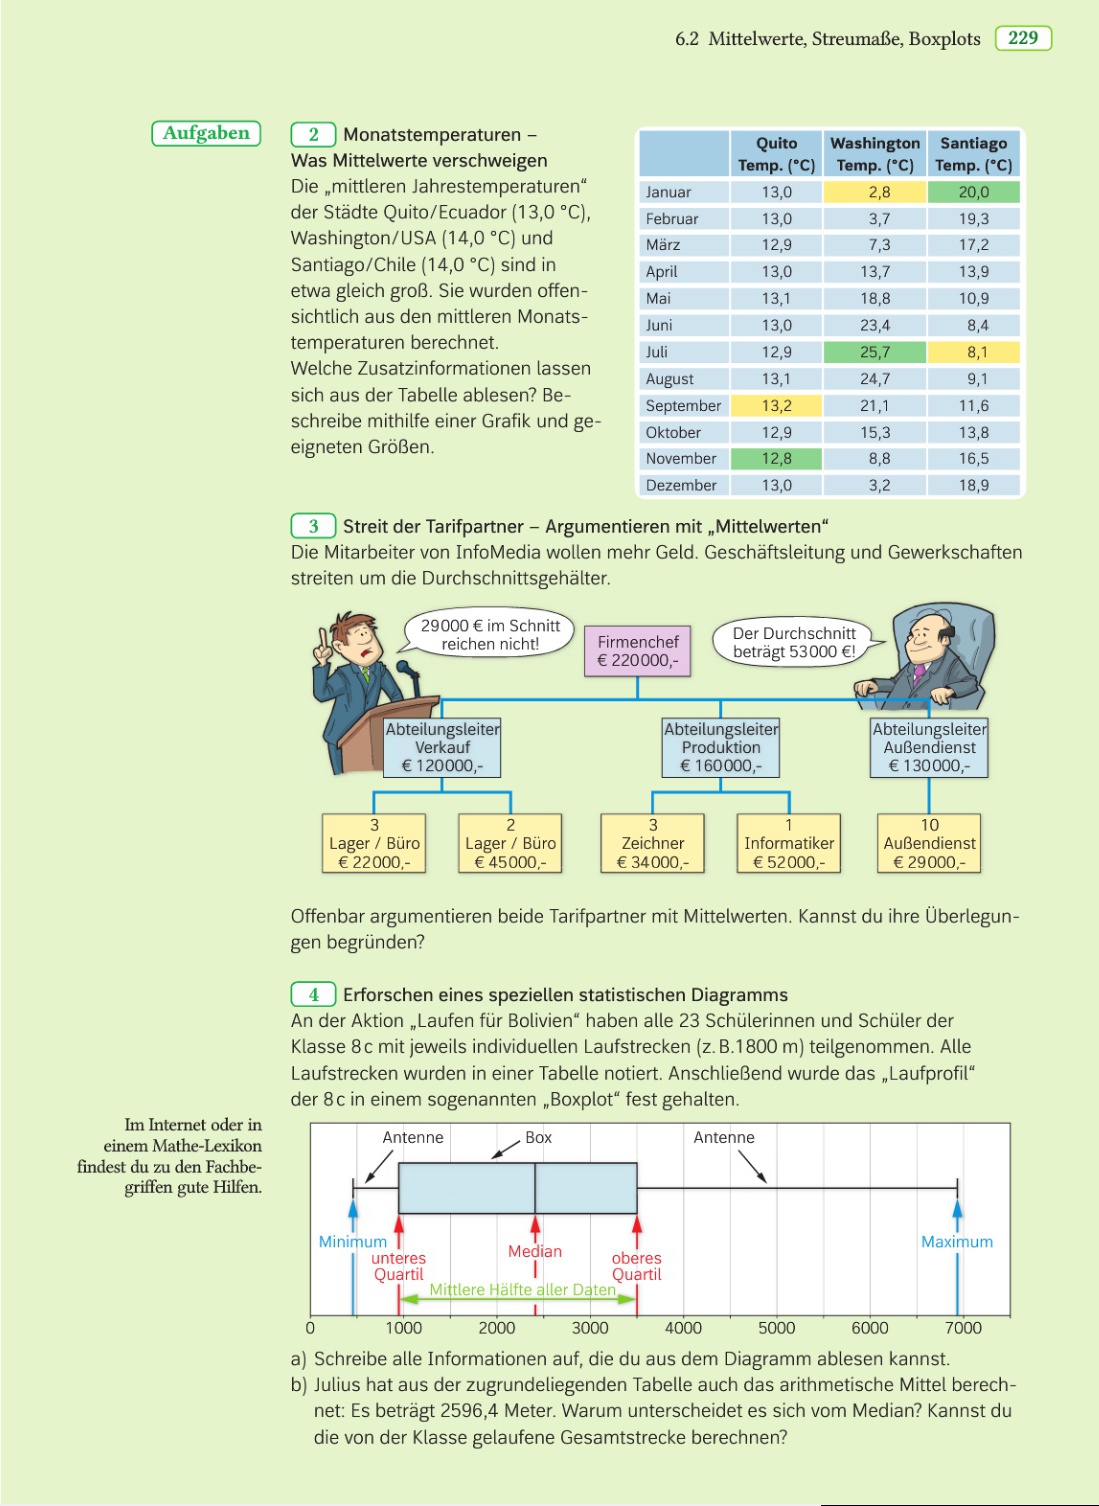 6.2 Mittelwerte, Streumaße, Boxplots 229
Aufgaben
2 Monatstemperaturen –
Was Mittelwerte verschweigen
Die „mittleren Jahrestemperaturen“
der Städte Quito/Ecuador (13,0 °C),
Washington/USA (14,0 °C) und
Santiago/Chile (14,0 °C) sind in
etwa gleich groß. Sie wurden offen-
sichtlich aus den mittleren Monats-
temperaturen berechnet.
Welche Zusatzinformationen lassen
sich aus der Tabelle ablesen? Be-
schreibe mithilfe einer Grafik und ge-
eigneten Größen.
Quito Washington Santiago
Temp. (°C) Temp. (°C) Temp. (°C)
Januar 13,0 2,8 20,0
Februar 13,0 3,7 19,3
März 12,9 7,3 17,2
April 13,0 13,7 13,9
Mai 13,1 18,8 10,9
Juni 13,0 23,4 8,4
Juli 12,9 25,7 8,1
August 13,1 24,7 9,1
September 13,2 21,1 11,6
Oktober 12,9 15,3 13,8
November 12,8 8,8 16,5
Dezember 13,0 3,2 18,9
3 Streit der Tarifpartner – Argumentieren mit „Mittelwerten“
Die Mitarbeiter von InfoMedia wollen mehr Geld. Geschäftsleitung und Gewerkschaften
streiten um die Durchschnittsgehälter.
29000 € im Schnitt
reichen nicht!
Firmenchef
€ 220000,-
Der Durchschnitt
beträgt 53000 €!
Abteilungsleiter
Verkauf
€ 120000,-
Abteilungsleiter
Produktion
€ 160000,-
Abteilungsleiter
Außendienst
€ 130000,-
3
Lager / Büro
€ 22000,-
2
Lager / Büro
€ 45000,-
3
Zeichner
€ 34000,-
1
Informatiker
€ 52000,-
10
Außendienst
€ 29000,-
Offenbar argumentieren beide Tarifpartner mit Mittelwerten. Kannst du ihre Überlegun-
gen begründen?
4 Erforschen eines speziellen statistischen Diagramms
An der Aktion „Laufen für Bolivien“ haben alle 23 Schülerinnen und Schüler der
Klasse 8 c mit jeweils individuellen Laufstrecken (z. B. 1800 m) teilgenommen. Alle
Laufstrecken wurden in einer Tabelle notiert. Anschließend wurde das „Laufprofil“
der 8 c in einem sogenannten „Boxplot“ fest gehalten.
Im Internet oder in
einem Mathe-Lexikon
findest du zu den Fachbe-
griffen gute Hilfen.
Antenne Box Antenne
Minimum
unteres
Quartil
Median
oberes
Quartil
Maximum
Mittlere Hälfte aller Daten
0 1000 2000 3000 4000 5000 6000 7000
a) Schreibe alle Informationen auf, die du aus dem Diagramm ablesen kannst.
b) Julius hat aus der zugrundeliegenden Tabelle auch das arithmetische Mittel berech-
net: Es beträgt 2596,4 Meter. Warum unterscheidet es sich vom Median? Kannst du
die von der Klasse gelaufene Gesamtstrecke berechnen?